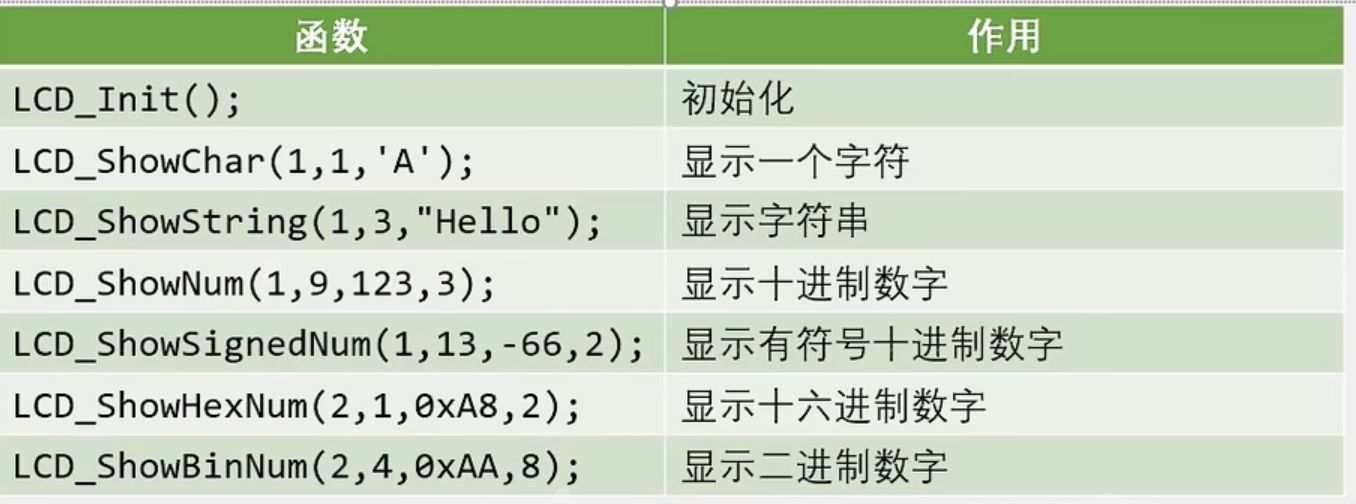 函数 作用
LCD_Init(); 初始化
LCD_ShowChar(1,1,'A'); 显示一个字符
LCD_ShowString(1,3,"Hello"); 显示字符串
LCD_ShowNum(1,9,123,3); 显示十进制数字
LCD_ShowSignedNum(1,13,-66,2); 显示有符号十进制数字
LCD_ShowHexNum(2,1,0xA8,2); 显示十六进制数字
LCD_ShowBinNum(2,4,0xAA,8); 显示二进制数字